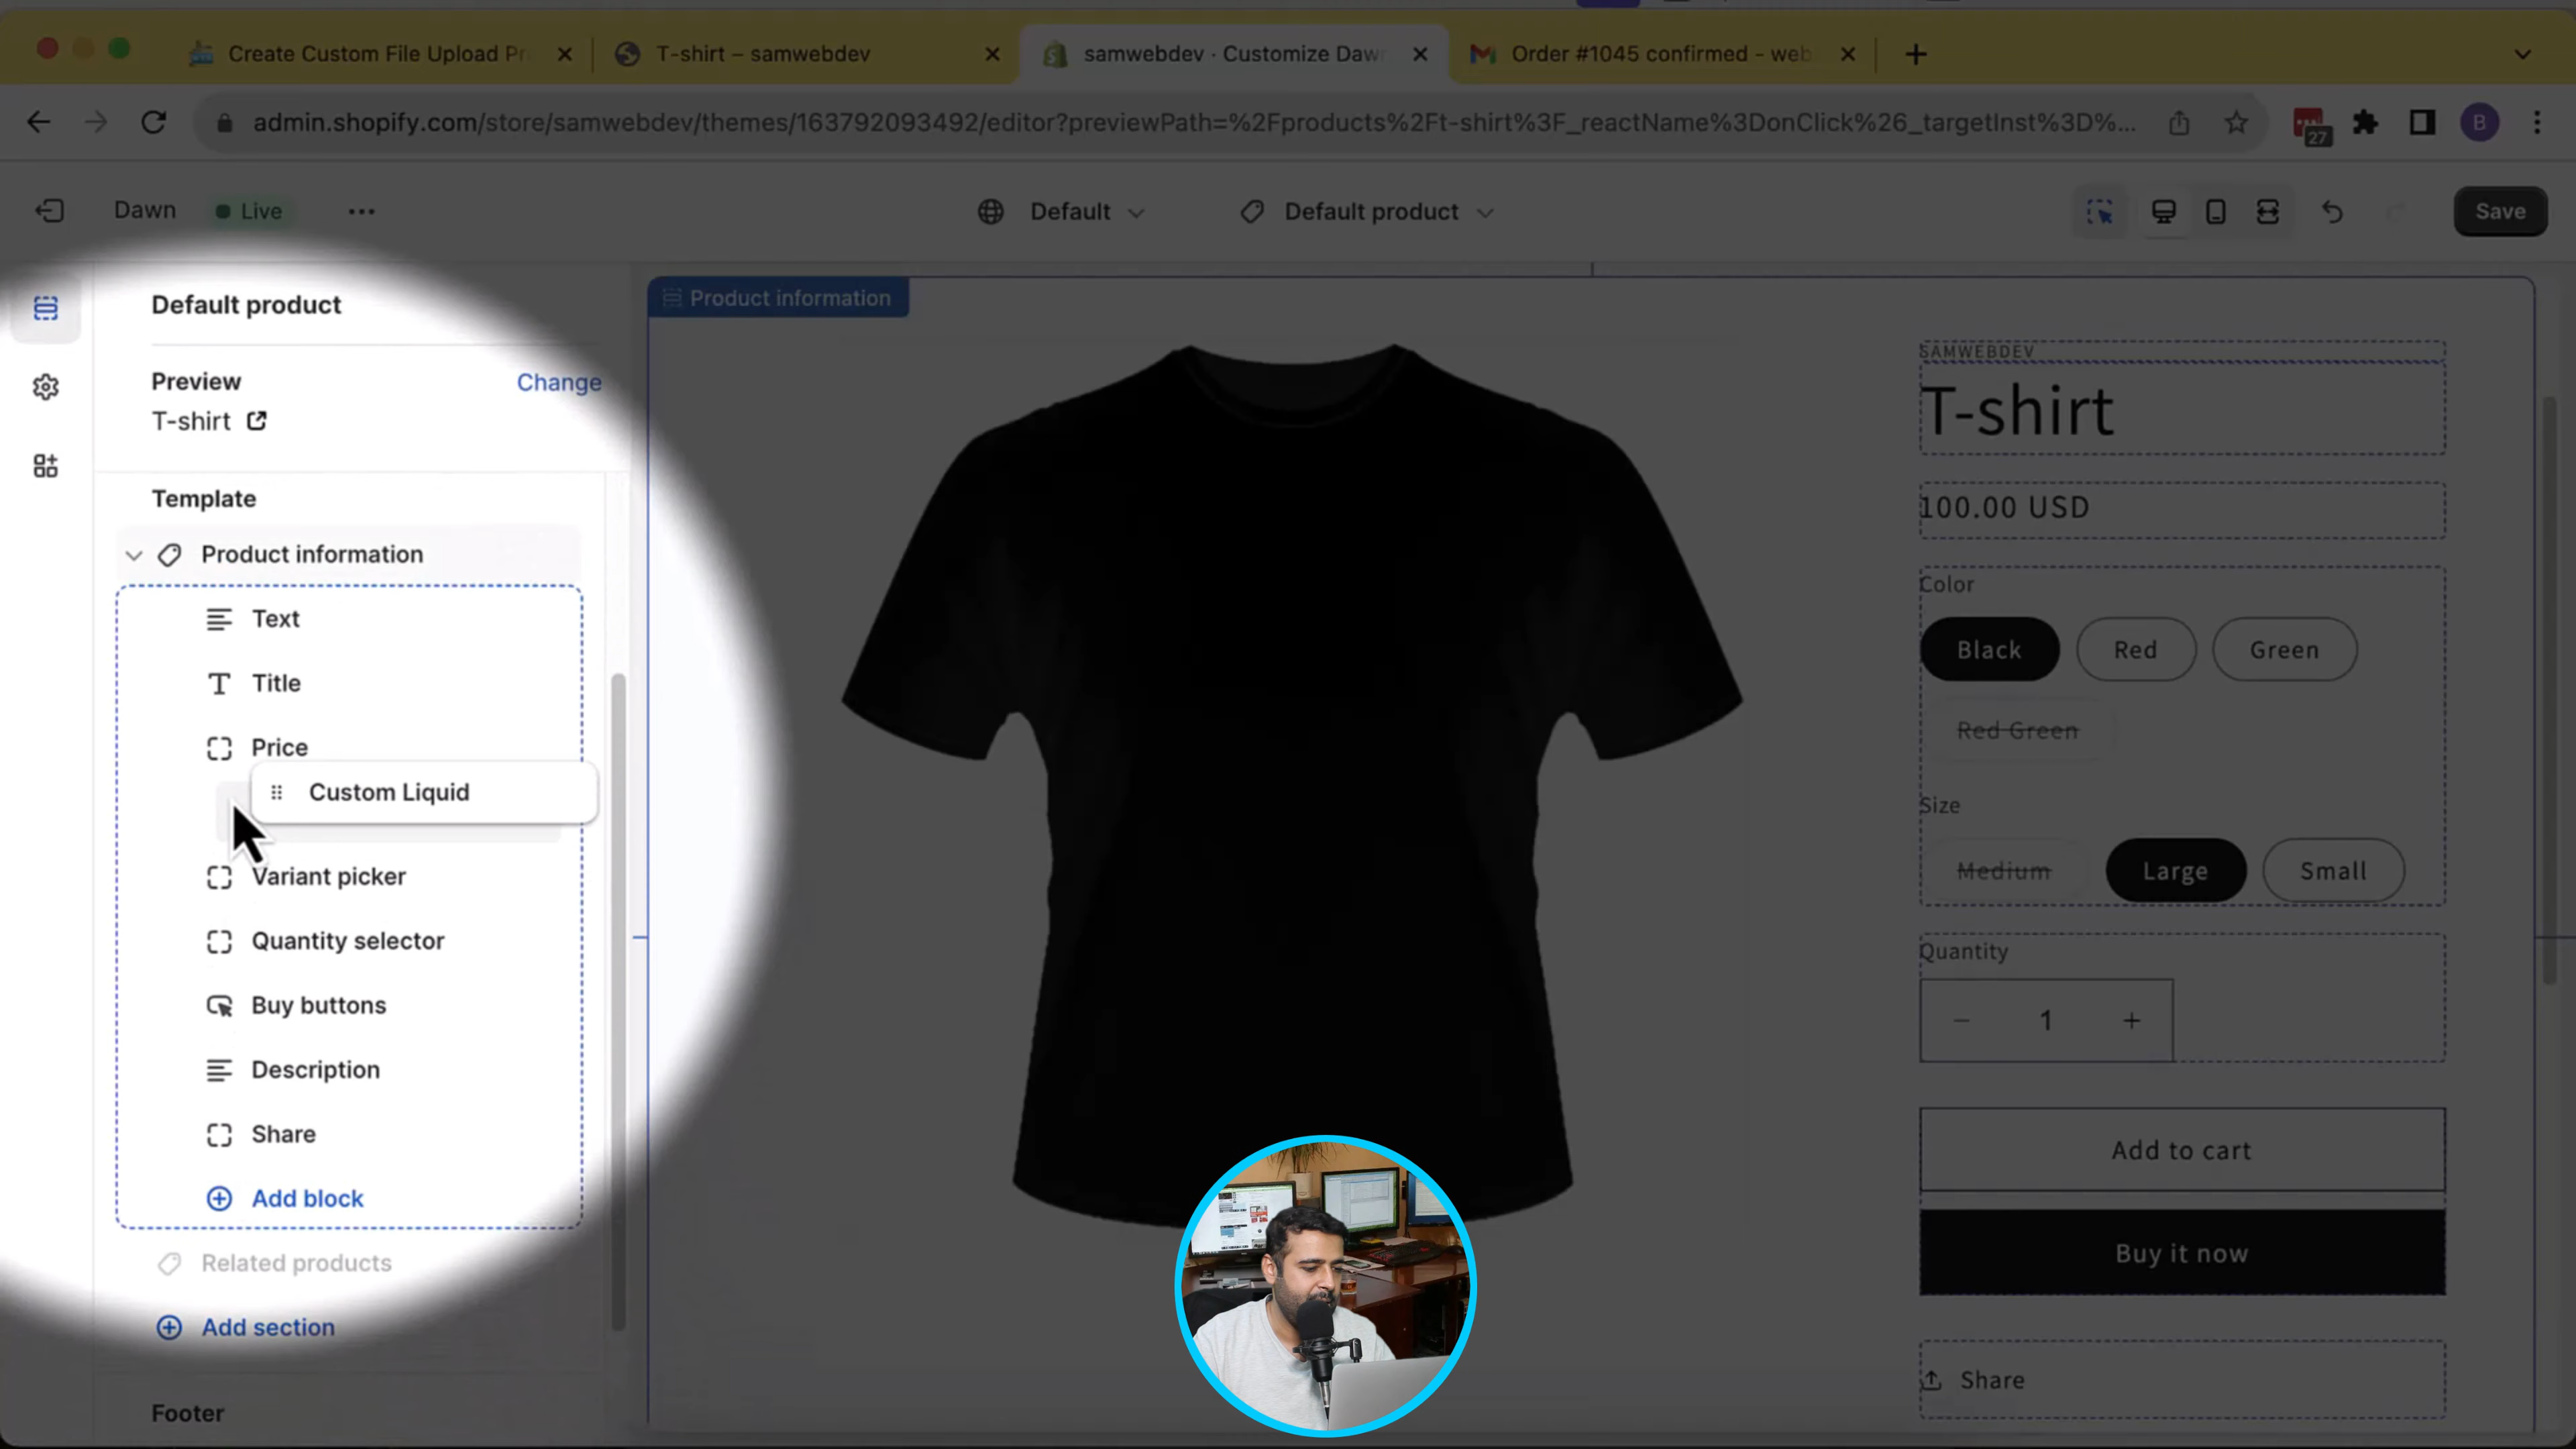 Create Custom File Upload Pr
T-shirt – samwebdev
samwebdev · Customize Dawn
Order #1045 confirmed - web
admin.shopify.com/store/samwebdev/themes/163792093492/editor?previewPath=%2Fproducts%2Ft-shirt%3F_reactName%3DonClick%26_targetInst%3D%...
27
B
Dawn
Live
Default
Default product
Save
Default product
Preview
Change
T-shirt
Template
Product information
Text
Title
Price
Custom Liquid
Variant picker
Quantity selector
Buy buttons
Description
Share
Add block
Related products
Add section
Footer
Product information
SAMWEBDEV
T-shirt
100.00 USD
Color
Black
Red
Green
Red Green
Size
Medium
Large
Small
Quantity
− 1 +
Add to cart
Buy it now
Share